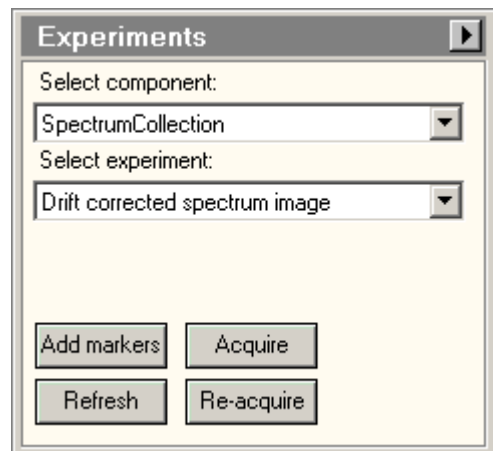 Experiments
Select component:
SpectrumCollection
Select experiment:
Drift corrected spectrum image
Add markers Acquire
Refresh Re-acquire